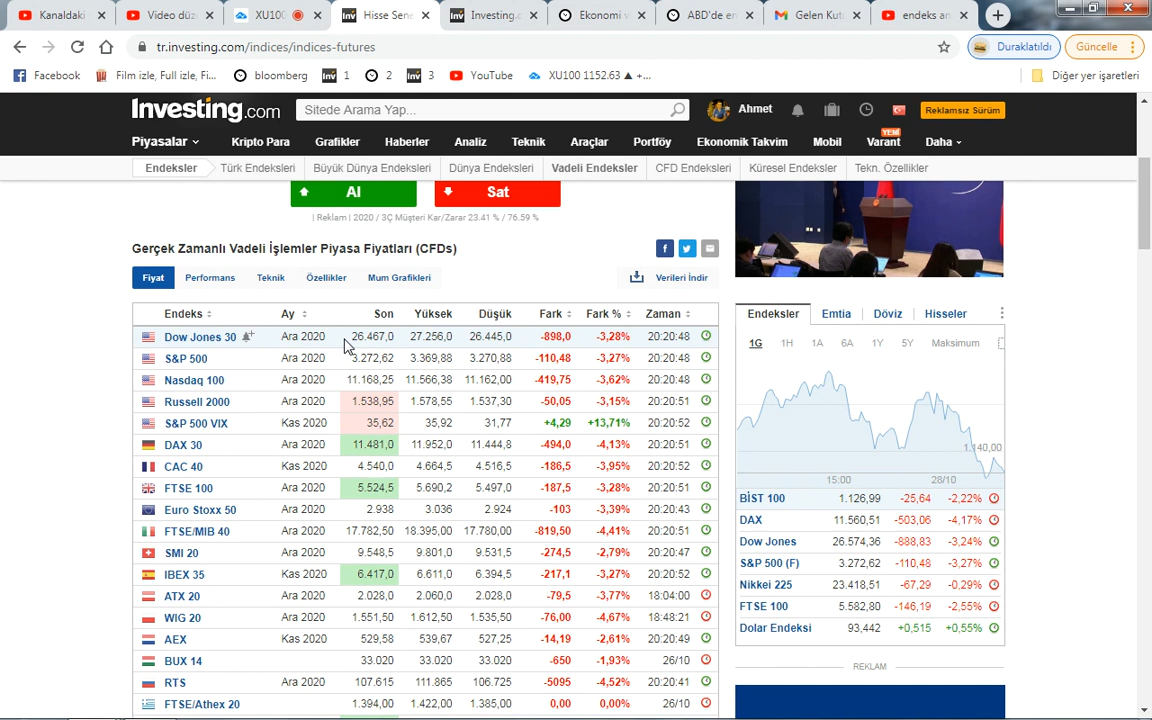 Kanaldaki
Video düz
XU100
Hisse Sene
Investing.c
Ekonomi v
ABD'de en
Gelen Kut
endeks an
tr.investing.com/indices/indices-futures
Duraklatıldı
Güncelle
Facebook
Film izle, Full izle, Fi...
bloomberg
1
2
3
YouTube
XU100 1152.63 ▲ +...
Diğer yer işaretleri
Investing.com
Sitede Arama Yap...
Ahmet
Reklamsız Sürüm
Piyasalar
Kripto Para
Grafikler
Haberler
Analiz
Teknik
Araçlar
Portföy
Ekonomik Takvim
Mobil
YENİ
Varant
Daha
Endeksler
Türk Endeksleri
Büyük Dünya Endeksleri
Dünya Endeksleri
Vadeli Endeksler
CFD Endeksleri
Küresel Endeksler
Tekn. Özellikler
Al
Sat
| Reklam | 2020 / 3Ç Müşteri Kar/Zarar 23.41 % / 76.59 %
Gerçek Zamanlı Vadeli İşlemler Piyasa Fiyatları (CFDs)
Fiyat
Performans
Teknik
Özellikler
Mum Grafikleri
Verileri İndir
Endeks Ay Son Yüksek Düşük Fark Fark % Zaman
Dow Jones 30 Ara 2020 26.467,0 27.256,0 26.445,0 -898,0 -3,28% 20:20:48
S&P 500 Ara 2020 3.272,62 3.369,88 3.270,88 -110,48 -3,27% 20:20:48
Nasdaq 100 Ara 2020 11.168,25 11.566,38 11.162,00 -419,75 -3,62% 20:20:48
Russell 2000 Ara 2020 1.538,95 1.578,55 1.537,30 -50,05 -3,15% 20:20:51
S&P 500 VIX Kas 2020 35,62 35,92 31,77 +4,29 +13,71% 20:20:52
DAX 30 Ara 2020 11.481,0 11.952,0 11.444,8 -494,0 -4,13% 20:20:51
CAC 40 Kas 2020 4.540,0 4.664,5 4.516,5 -186,5 -3,95% 20:20:52
FTSE 100 Ara 2020 5.524,5 5.690,2 5.497,0 -187,5 -3,28% 20:20:51
Euro Stoxx 50 Ara 2020 2.938 3.036 2.924 -103 -3,39% 20:20:43
FTSE/MIB 40 Ara 2020 17.782,50 18.395,00 17.780,00 -819,50 -4,41% 20:20:51
SMI 20 Ara 2020 9.548,5 9.801,0 9.531,5 -274,5 -2,79% 20:20:47
IBEX 35 Kas 2020 6.417,0 6.611,0 6.394,5 -217,1 -3,27% 20:20:52
ATX 20 Ara 2020 2.028,0 2.060,0 2.028,0 -79,5 -3,77% 18:04:00
WIG 20 Ara 2020 1.551,50 1.612,50 1.535,50 -76,00 -4,67% 18:48:21
AEX Kas 2020 529,58 539,67 527,25 -14,19 -2,61% 20:20:49
BUX 14 33.020 33.020 33.020 -650 -1,93% 26/10
RTS Ara 2020 107.615 111.865 106.725 -5095 -4,52% 20:20:41
FTSE/Athex 20 1.394,00 1.422,00 1.385,00 0,00 0,00% 26/10
Endeksler
Emtia
Döviz
Hisseler
1G
1H
1A
6A
1Y
5Y
Maksimum
1.140,00
15:00
28/10
BİST 100 1.126,99 -25,64 -2,22%
DAX 11.560,51 -503,06 -4,17%
Dow Jones 26.574,36 -888,83 -3,24%
S&P 500 (F) 3.272,62 -110,48 -3,27%
Nikkei 225 23.418,51 -67,29 -0,29%
FTSE 100 5.582,80 -146,19 -2,55%
Dolar Endeksi 93,442 +0,515 +0,55%
REKLAM